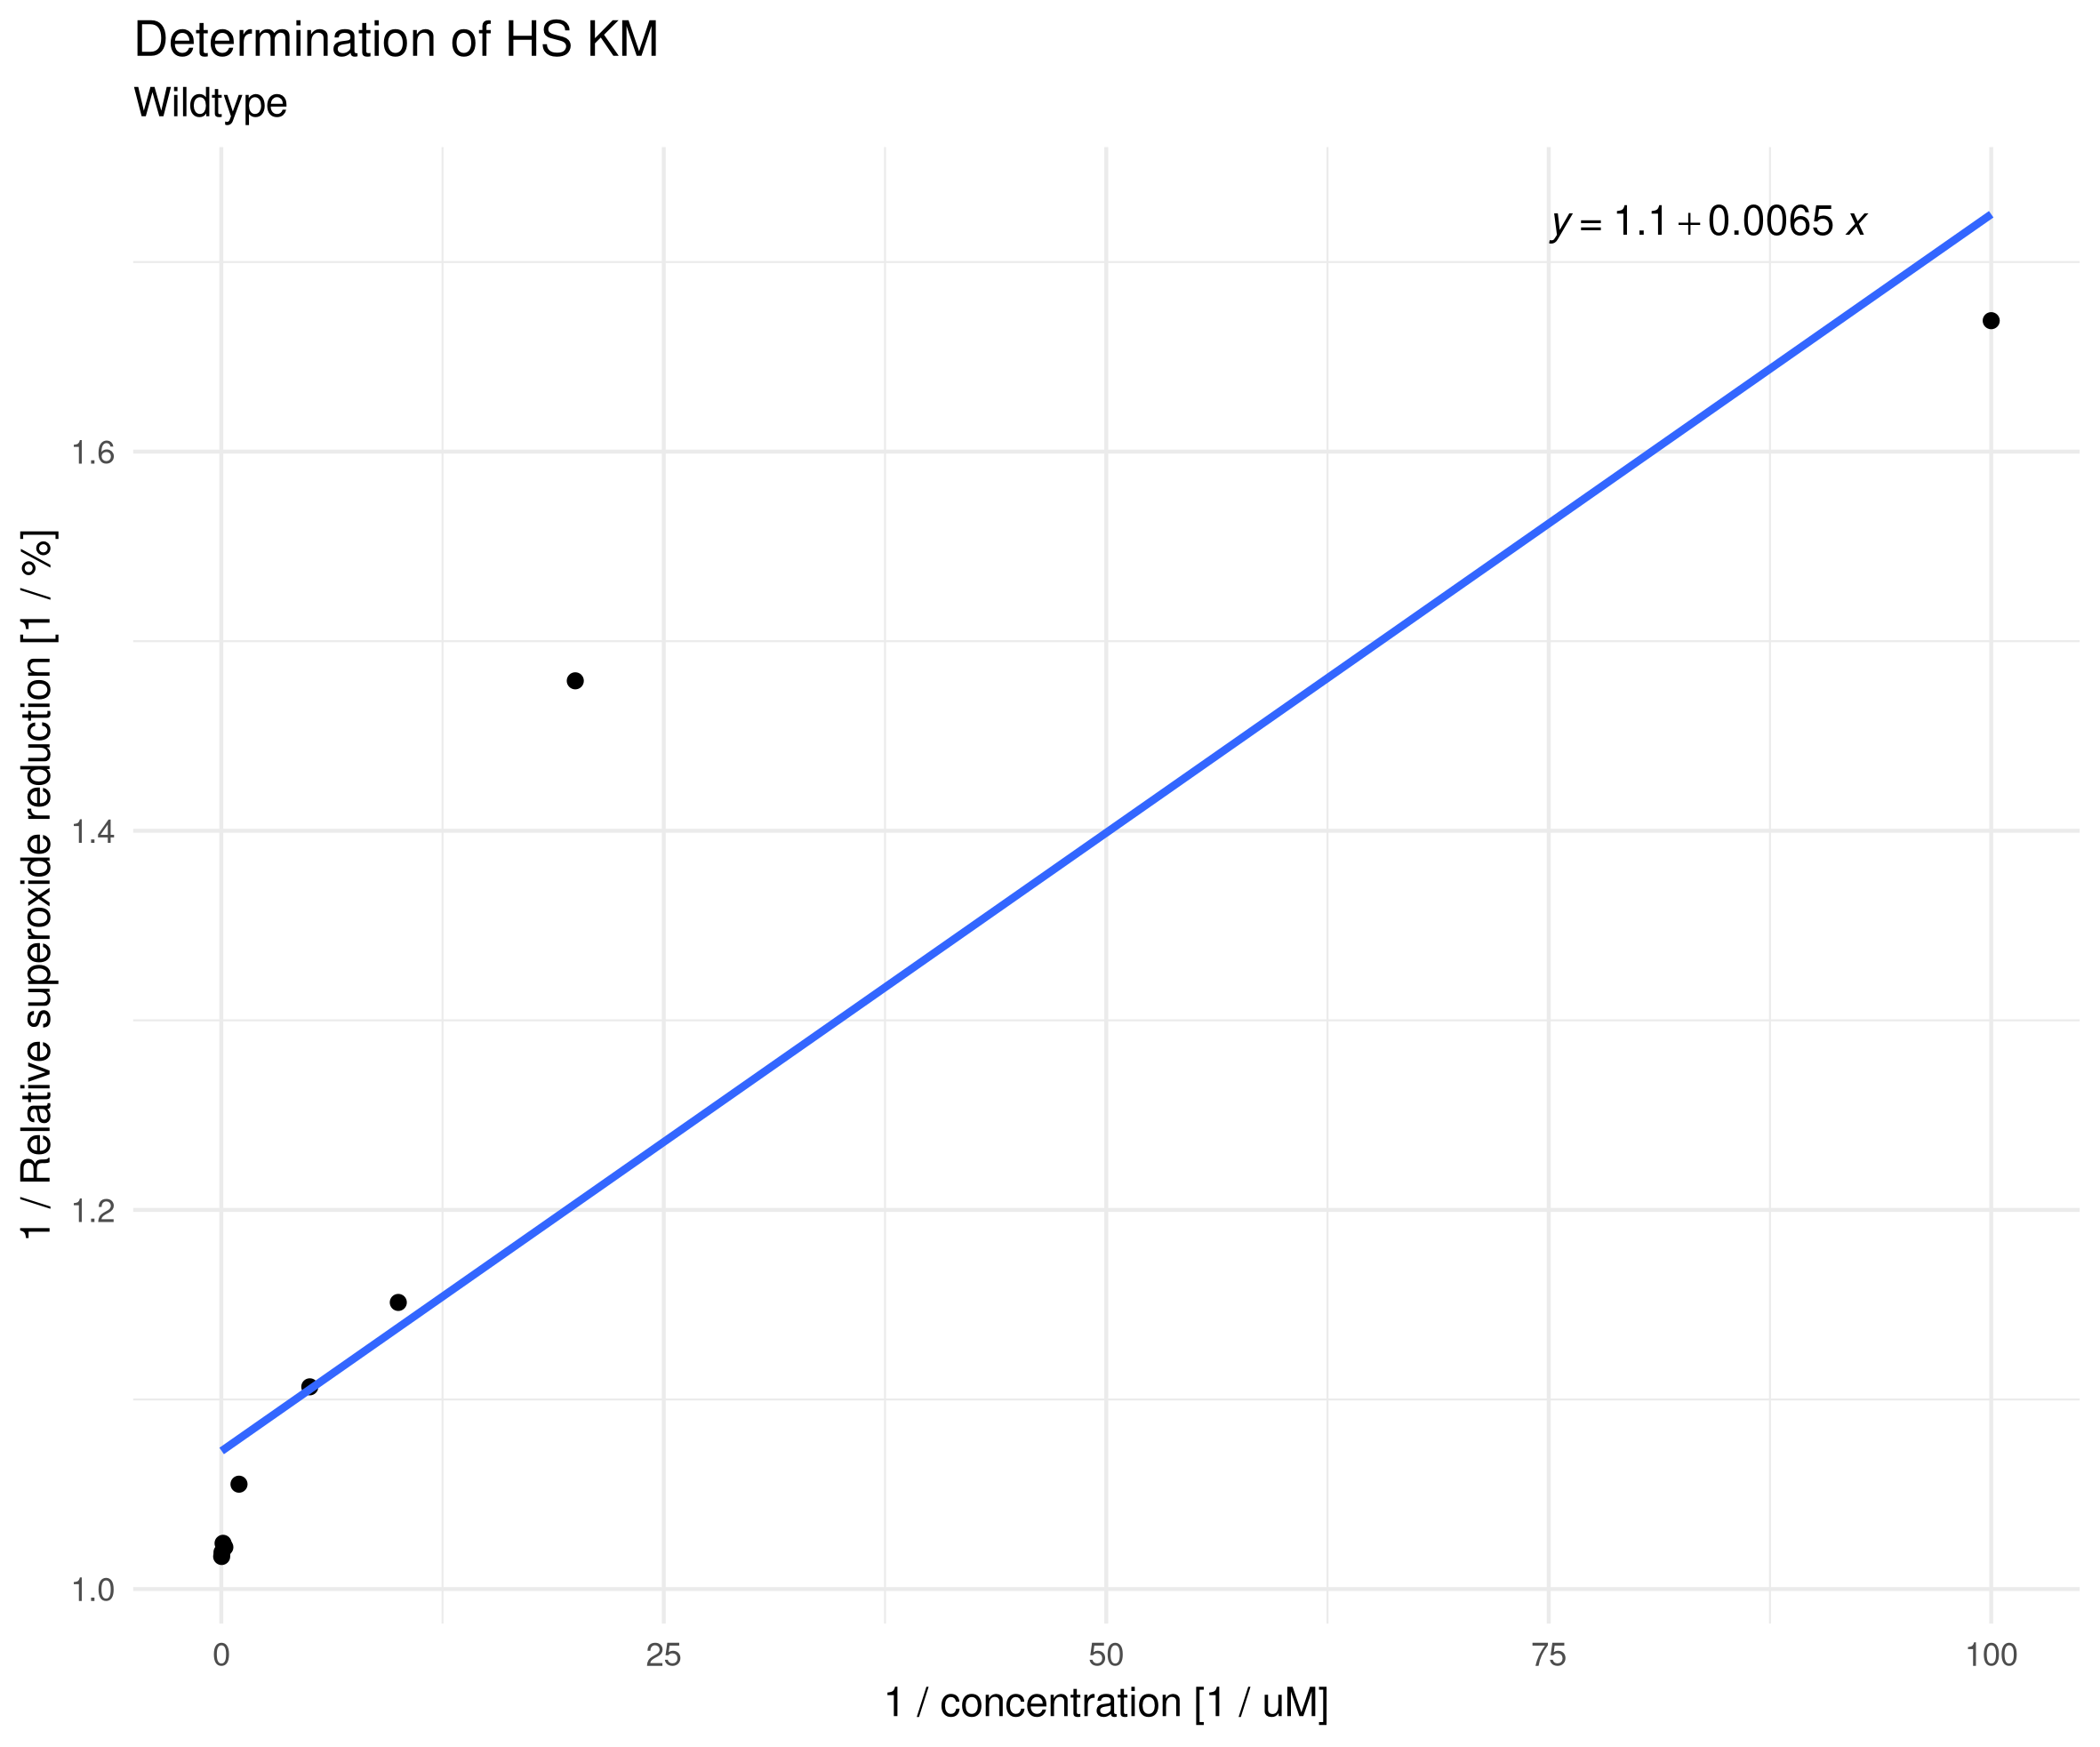 Determination of HS KM
Wildtype
y = 1.1 + 0.0065 x
1 / Relative superoxide reduction [1 / %]
1.6
1.4
1.2
1.0
0 25 50 75 100
1 / concentration [1 / uM]